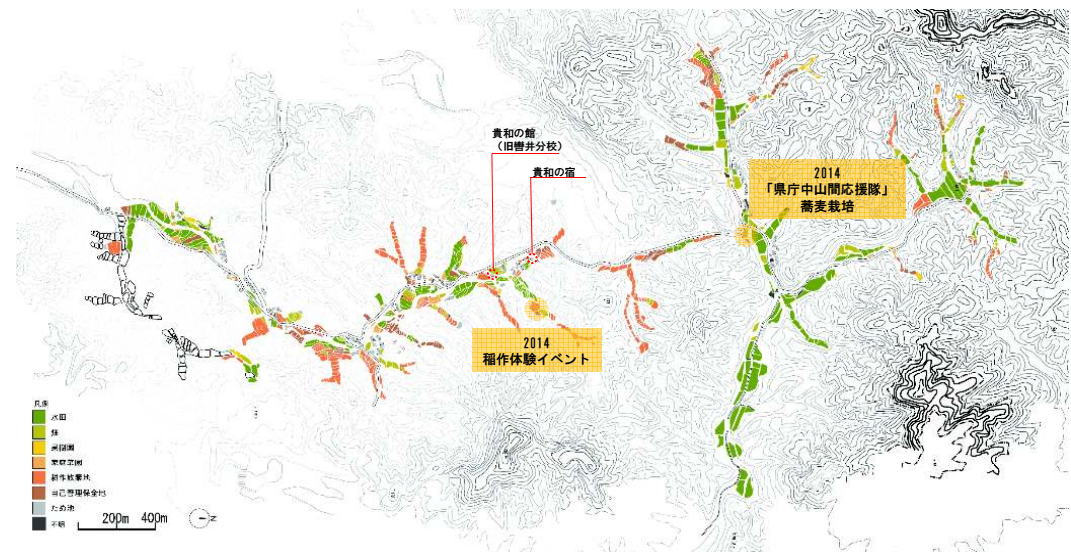 貴和の館
（旧轡井分校）
貴和の宿
2014
「県庁中山間応援隊」
蕎麦栽培
2014
稲作体験イベント
凡例
水田
畑
果樹園
家庭菜園
耕作放棄地
自己管理保全地
ため池
不明
200m 400m
N